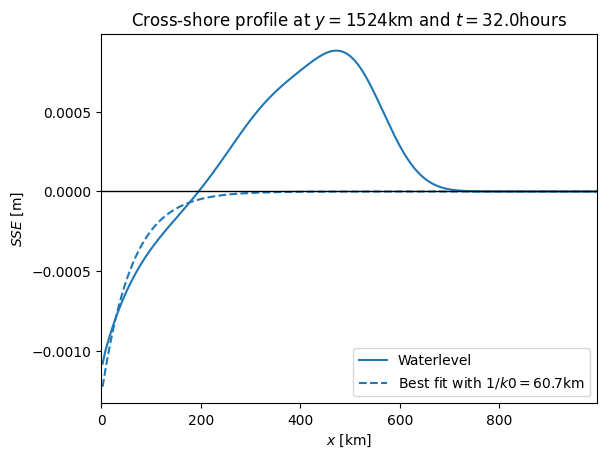 Cross-shore profile at y = 1524km and t = 32.0hours
SSE [m]
0.0005
0.0000
−0.0005
−0.0010
Waterlevel
Best fit with 1/k0 = 60.7km
0 200 400 600 800
x [km]